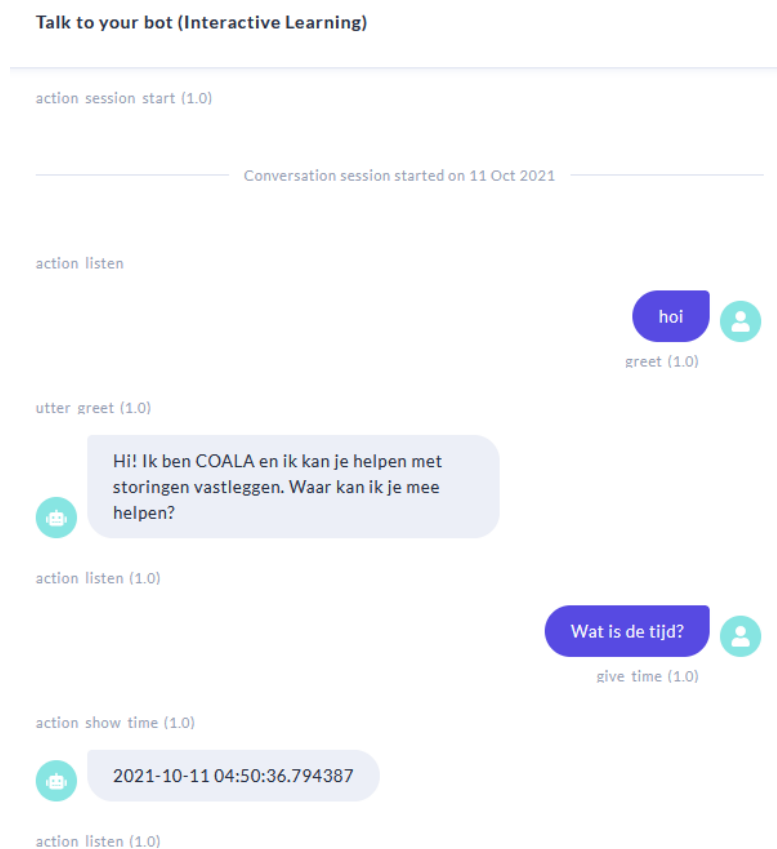 Talk to your bot (Interactive Learning)
action session start (1.0)
Conversation session started on 11 Oct 2021
action listen
hoi
greet (1.0)
utter greet (1.0)
Hi! Ik ben COALA en ik kan je helpen met
storingen vastleggen. Waar kan ik je mee
helpen?
action listen (1.0)
Wat is de tijd?
give time (1.0)
action show time (1.0)
2021-10-11 04:50:36.794387
action listen (1.0)